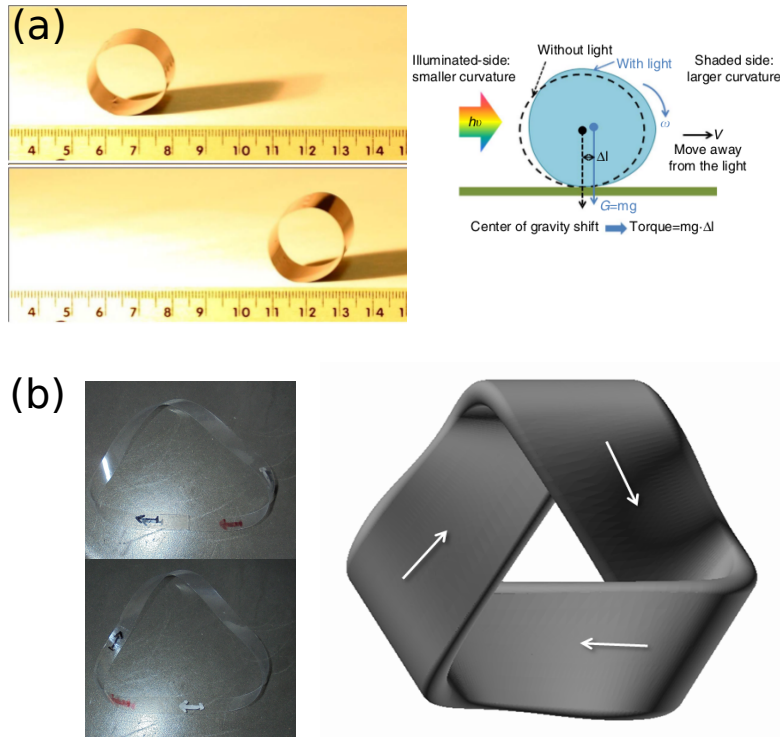 (a)
4 5 6 7 8 9 10 11 12 13 14
4 5 6 7 8 9 10 11 12 13 14
Illuminated-side:
smaller curvature
Without light
With light
Shaded side:
larger curvature
hυ
ω
V
Move away
from the light
Δl
G=mg
Center of gravity shift
Torque=mg·Δl
(b)